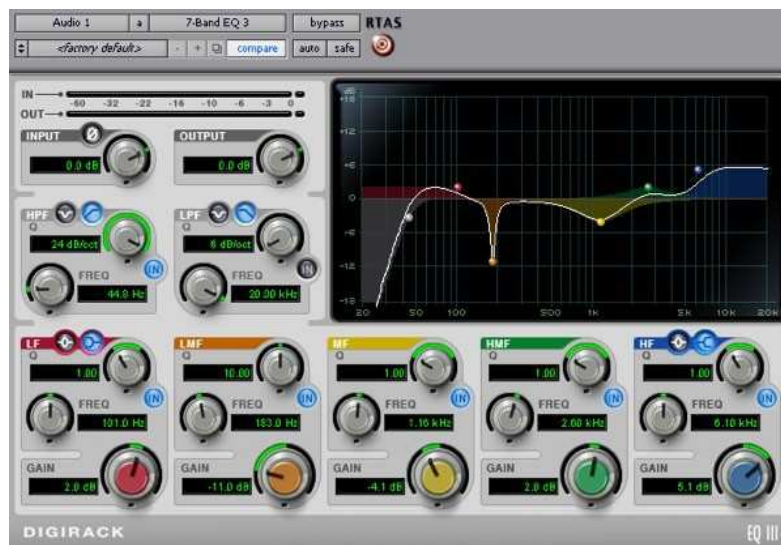 Audio 1 a 7-Band EQ 3 bypass RTAS
<factory default> - + compare auto safe
IN
-60 -32 -22 -16 -10 -6 -3 0
OUT
INPUT OUTPUT
0.0 dB 0.0 dB
HPF LPF
Q Q
24 dB/oct 6 dB/oct
IN IN
FREQ FREQ
44.8 Hz 20.00 kHz
dB
+18
+12
+6
0
-6
-12
-18
20 50 100 500 1k 5k 10k 20k
LF LMF MF HMF HF
Q Q Q Q Q
1.00 10.00 1.00 1.00 1.00
IN IN IN IN IN
FREQ FREQ FREQ FREQ FREQ
101.0 Hz 183.0 Hz 1.16 kHz 2.60 kHz 6.10 kHz
GAIN GAIN GAIN GAIN GAIN
2.0 dB -11.0 dB -4.1 dB 2.0 dB 5.1 dB
DIGIRACK EQ III